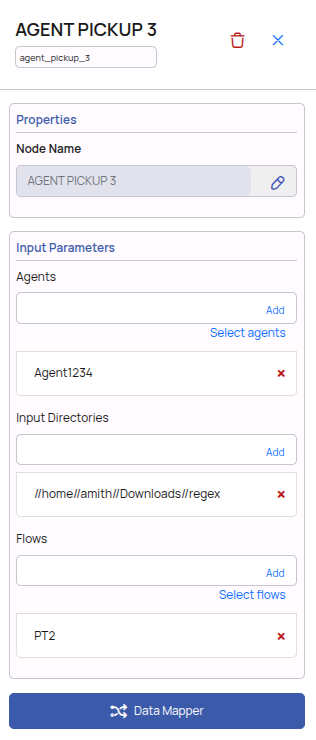 AGENT PICKUP 3
agent_pickup_3
Properties
Node Name
AGENT PICKUP 3
Input Parameters
Agents
Add
Select agents
Agent1234
Input Directories
Add
//home//amith//Downloads//regex
Flows
Add
Select flows
PT2
Data Mapper